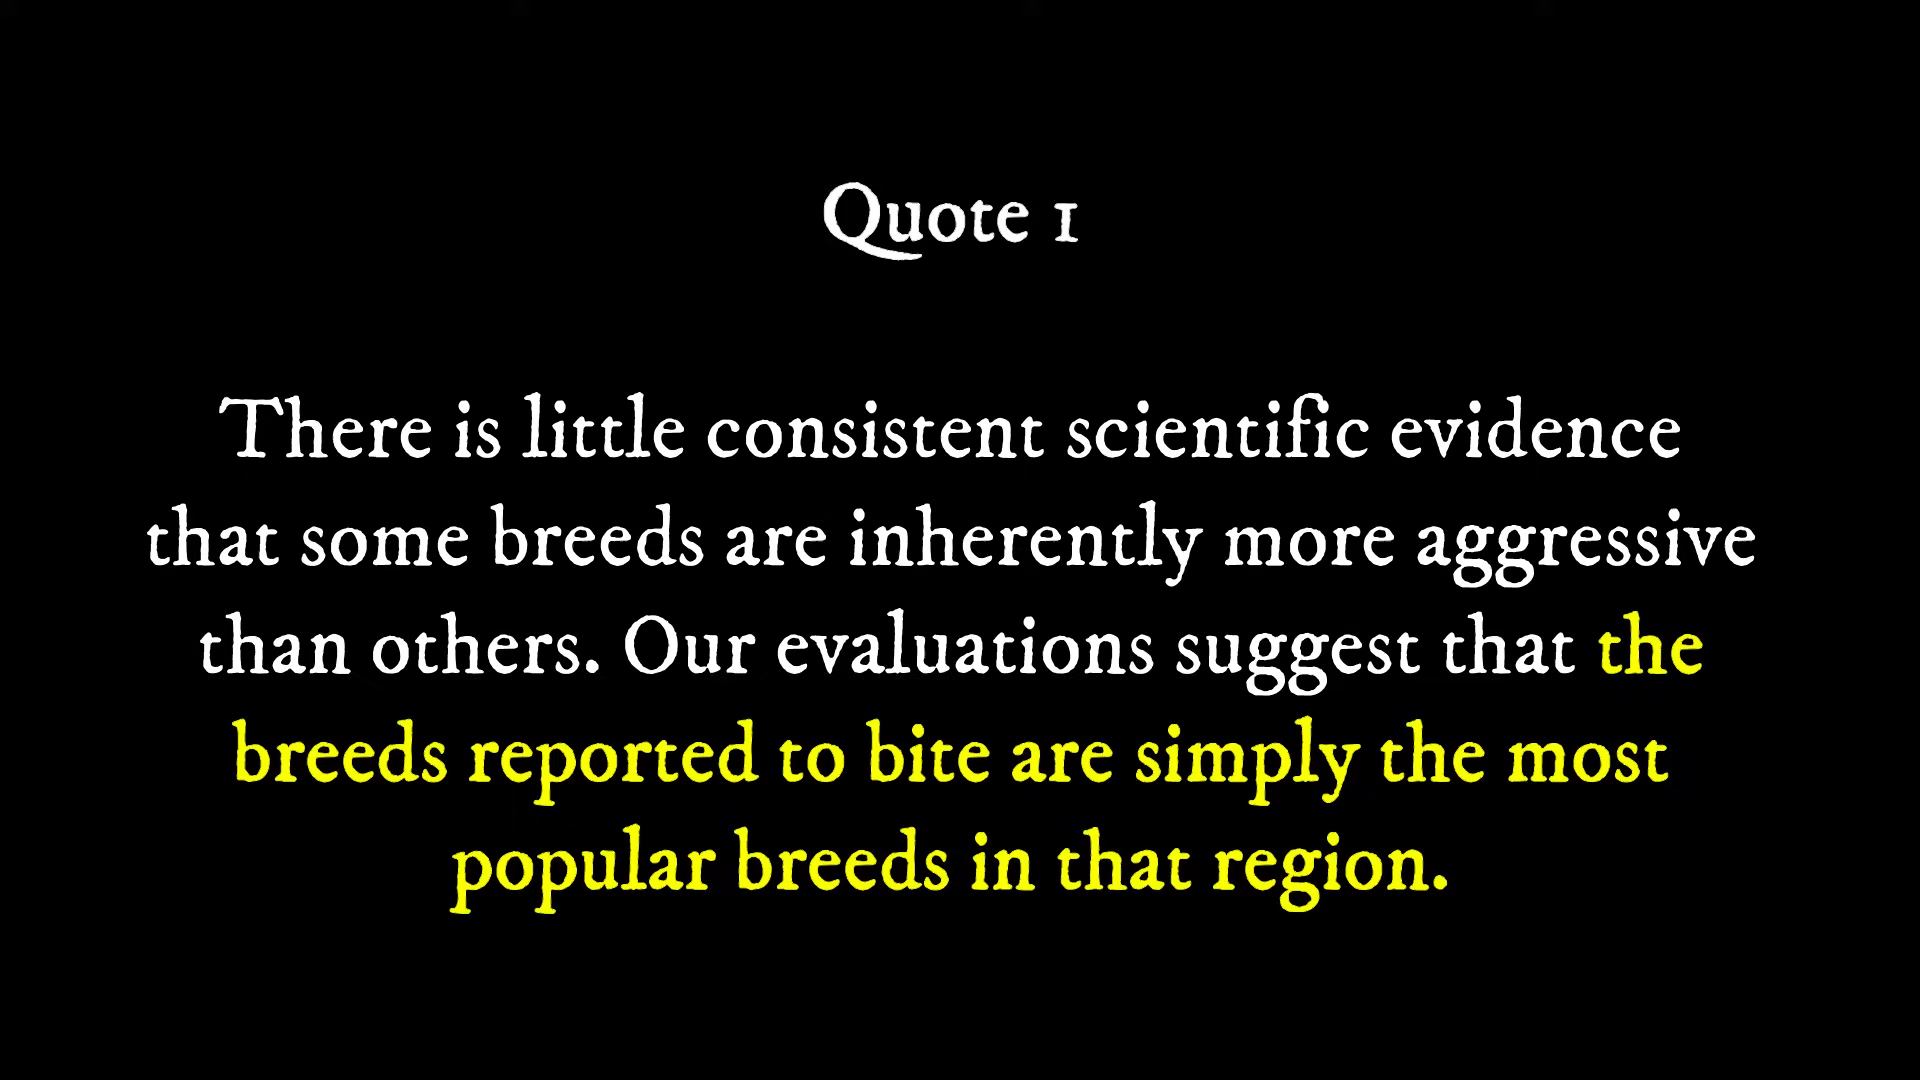 Quote 1
There is little consistent scientific evidence
that some breeds are inherently more aggressive
than others. Our evaluations suggest that the
breeds reported to bite are simply the most
popular breeds in that region.